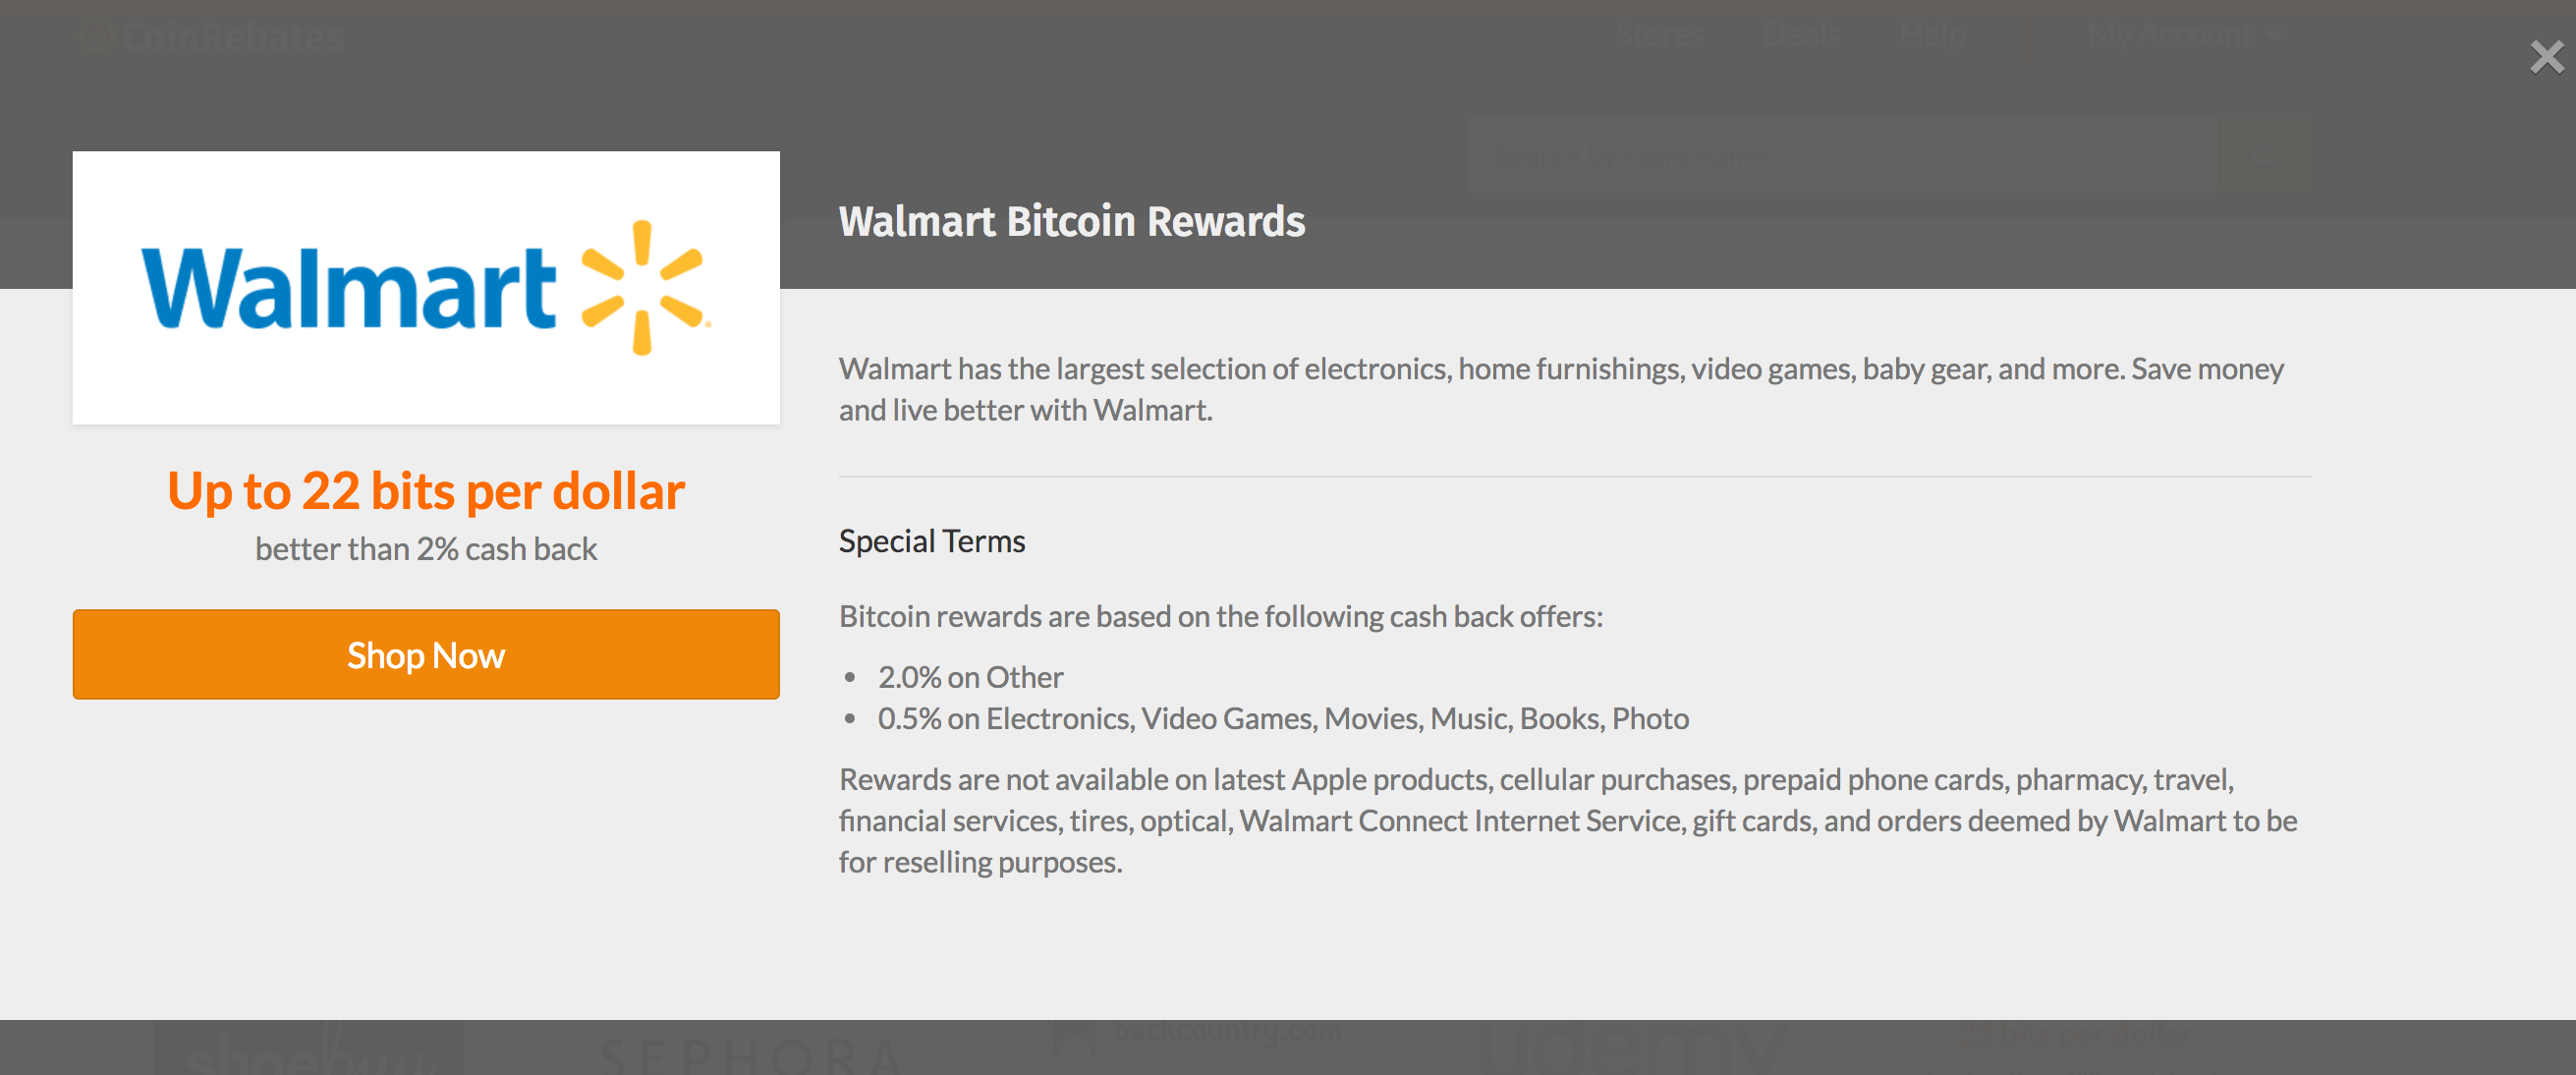 CoinRebates
Stores Deals Help My Account
Search by store name
Walmart
Walmart Bitcoin Rewards
Walmart has the largest selection of electronics, home furnishings, video games, baby gear, and more. Save money
and live better with Walmart.
Up to 22 bits per dollar
better than 2% cash back
Shop Now
Special Terms
Bitcoin rewards are based on the following cash back offers:
• 2.0% on Other
• 0.5% on Electronics, Video Games, Movies, Music, Books, Photo
Rewards are not available on latest Apple products, cellular purchases, prepaid phone cards, pharmacy, travel,
financial services, tires, optical, Walmart Connect Internet Service, gift cards, and orders deemed by Walmart to be
for reselling purposes.
shoebuy
SEPHORA
backcountry.com
udemy
22 bits per dollar